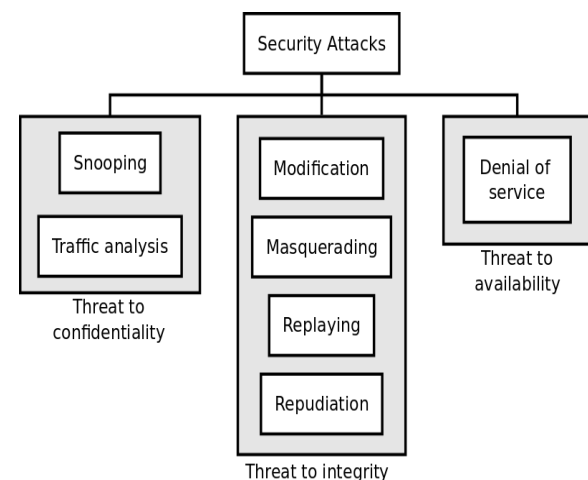 Security Attacks
Snooping
Traffic analysis
Threat to
confidentiality
Modification
Masquerading
Replaying
Repudiation
Threat to integrity
Denial of
service
Threat to
availability